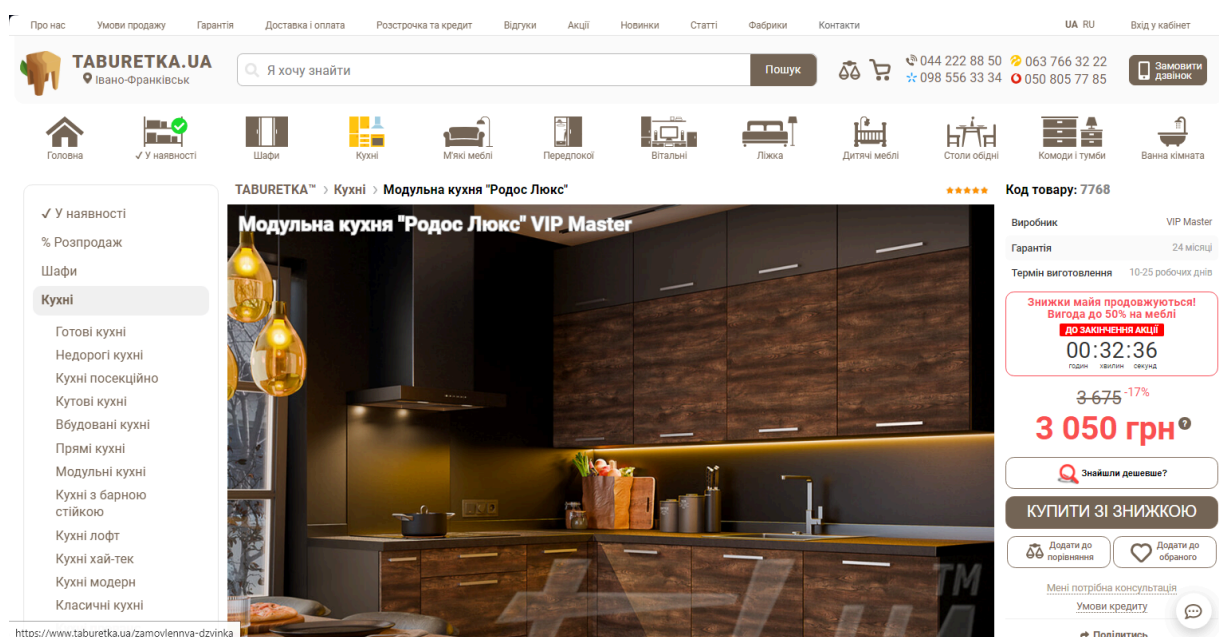 Про нас Умови продажу Гарантія Доставка і оплата Розстрочка та кредит Відгуки Акції Новинки Статті Фабрики Контакти UA RU Вхід у кабінет
TABURETKA.UA
Івано-Франківськ
Я хочу знайти
Пошук
044 222 88 50 063 766 32 22
098 556 33 34 050 805 77 85
Замовити
дзвінок
Головна ✓ У наявності Шафи Кухні М'які меблі Передпокої Вітальні Ліжка Дитячі меблі Столи обідні Комоди і тумби Ванна кімната
TABURETKA™ > Кухні > Модульна кухня "Родос Люкс"
Код товару: 7768
✓ У наявності
% Розпродаж
Шафи
Кухні
Готові кухні
Недорогі кухні
Кухні посекційно
Кутові кухні
Вбудовані кухні
Прямі кухні
Модульні кухні
Кухні з барною
стійкою
Кухні лофт
Кухні хай-тек
Кухні модерн
Класичні кухні
Модульна кухня "Родос Люкс" VIP Master
TM
UA
Виробник VIP Master
Гарантія 24 місяці
Термін виготовлення 10-25 робочих днів
Знижки майія продовжуються!
Вигода до 50% на меблі
ДО ЗАКІНЧЕННЯ АКЦІЇ
00:32:36
годин хвилин секунд
3 675 -17%
3 050 грн ?
Знайшли дешевше?
КУПИТИ ЗІ ЗНИЖКОЮ
Додати до
порівняння
Додати до
обраного
Мені потрібна консультація
Умови кредиту
Поділитись
https://www.taburetka.ua/zamovlennya-dzvinka